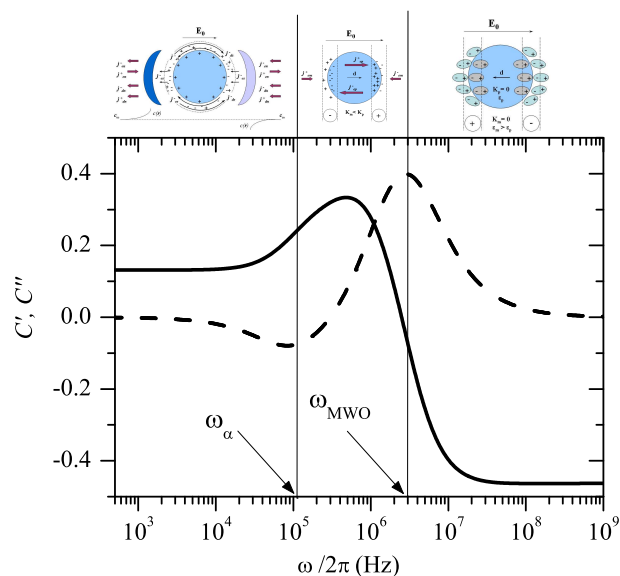 E₀
E₀
E₀
d
K_m= K_p
-
+
d
K_p= 0
ε_p
K_m= 0
ε_m > ε_p
+
-
c(r)
c(r)
C', C''
0.4
0.2
0.0
-0.2
-0.4
ω_α
ω_MWO
10³ 10⁴ 10⁵ 10⁶ 10⁷ 10⁸ 10⁹
ω /2π (Hz)